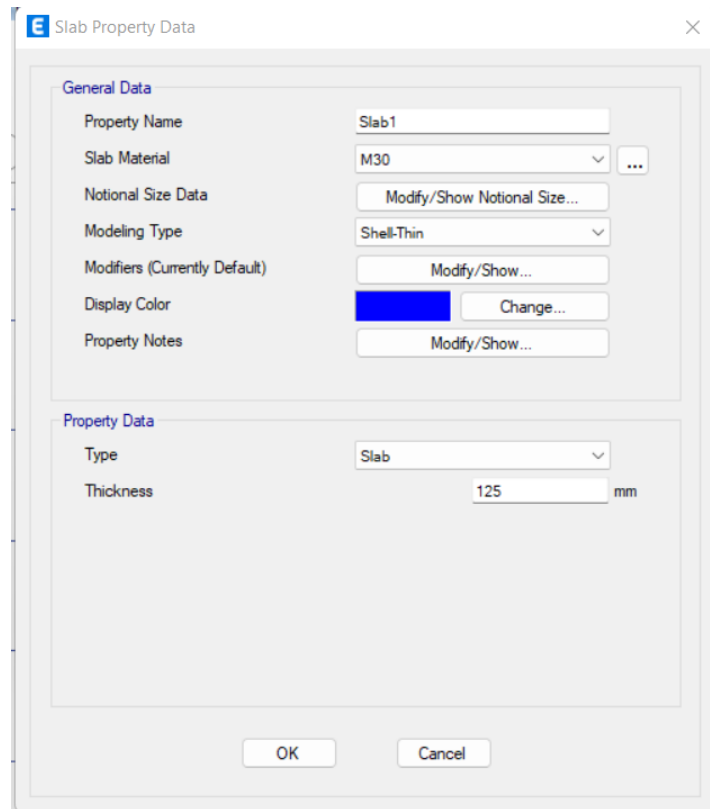 E Slab Property Data
General Data
Property Name Slab1
Slab Material M30 ...
Notional Size Data Modify/Show Notional Size...
Modeling Type Shell-Thin
Modifiers (Currently Default) Modify/Show...
Display Color Change...
Property Notes Modify/Show...
Property Data
Type Slab
Thickness 125 mm
OK Cancel